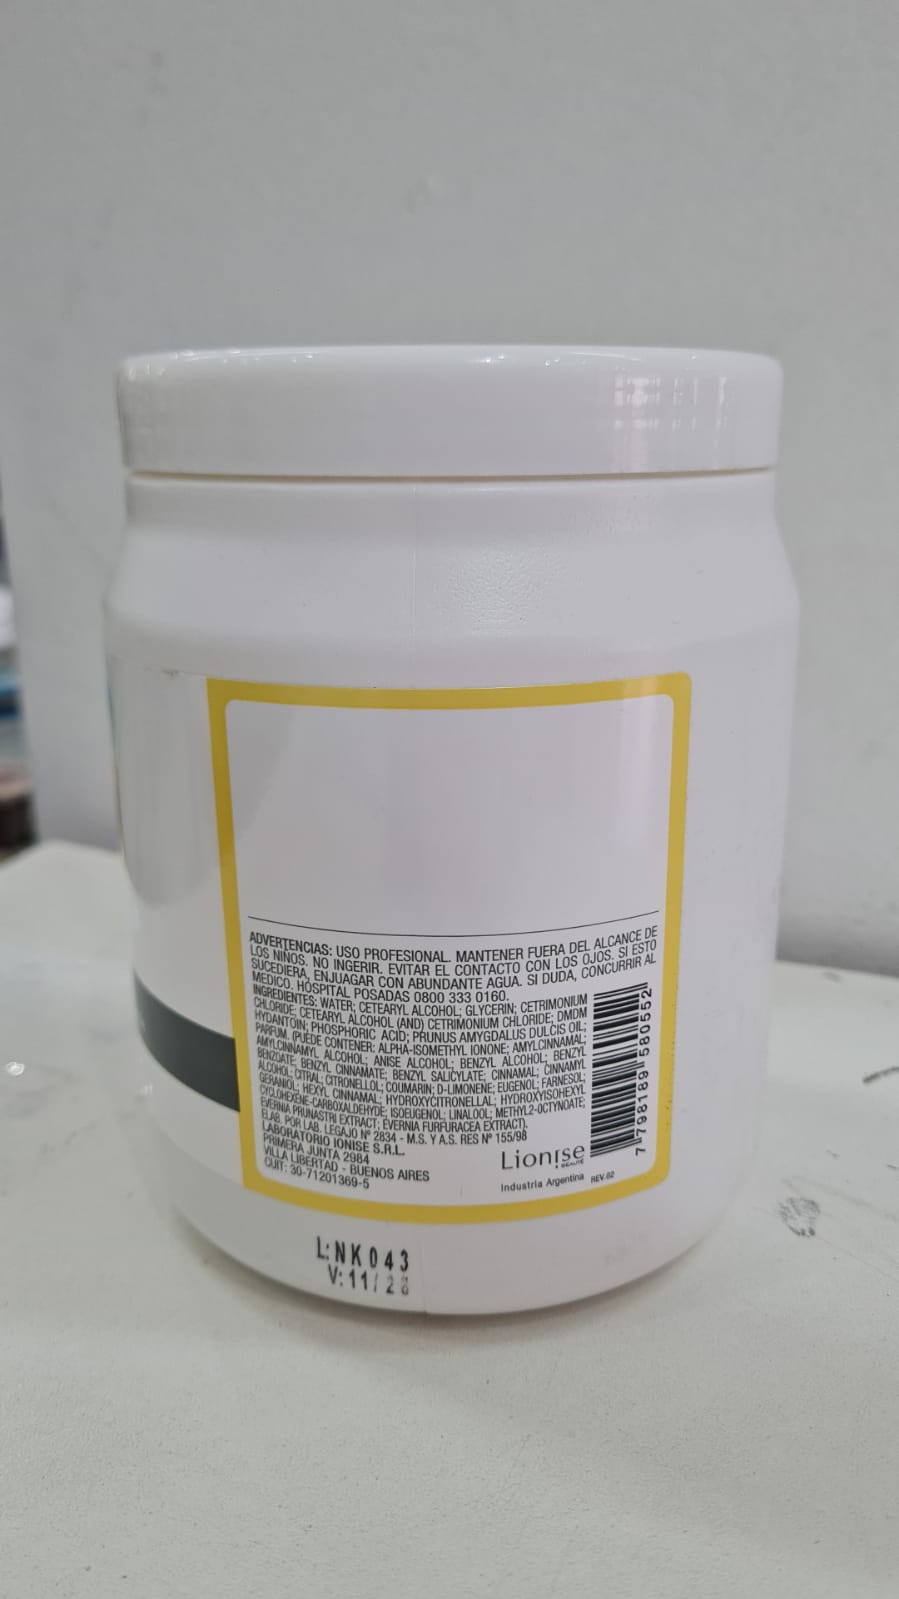 ADVERTENCIAS: USO PROFESIONAL. MANTENER FUERA DEL ALCANCE DE
LOS NIÑOS. NO INGERIR. EVITAR EL CONTACTO CON LOS OJOS. SI ESTO
SUCEDIERA, ENJUAGAR CON ABUNDANTE AGUA. SI DUDA, CONCURRIR AL
MEDICO. HOSPITAL POSADAS 0800 333 0160.
INGREDIENTES: WATER; CETEARYL ALCOHOL; GLYCERIN; CETRIMONIUM
CHLORIDE; CETEARYL ALCOHOL (AND) CETRIMONIUM CHLORIDE; DMDM
HYDANTOIN; PHOSPHORIC ACID; PRUNUS AMYGDALUS DULCIS OIL;
PARFUM. (PUEDE CONTENER: ALPHA-ISOMETHYL IONONE; AMYLCINNAMAL;
AMYLCINNAMYL ALCOHOL; ANISE ALCOHOL; BENZYL ALCOHOL; BENZYL
BENZOATE; BENZYL CINNAMATE; BENZYL SALICYLATE, CINNAMAL; CINNAMYL
ALCOHOL; CITRAL; CITRONELLOL; COUMARIN; D-LIMONENE; EUGENOL; FARNESOL;
GERANIOL; HEXYL CINNAMAL; HYDROXYCITRONELLAL; HYDROXYISOHEXYL
CYCLOHEXENE-CARBOXALDEHYDE; ISOEUGENOL; LINALOOL; METHYL2-OCTYNOATE;
EVERNIA PRUNASTRI EXTRACT; EVERNIA FURFURACEA EXTRACT).
ELAB. POR LAB. LEGAJO Nº 2834 - M.S. Y A.S. RES Nº 155/98
LABORATORIO IONISE S.R.L.
PRIMERA JUNTA 2984
VILLA LIBERTAD - BUENOS AIRES
CUIT: 30-71201369-5
Lionise
BEAUTÉ
Industria Argentina REV.02
7 798189 580552
L:NK043
V:11/28